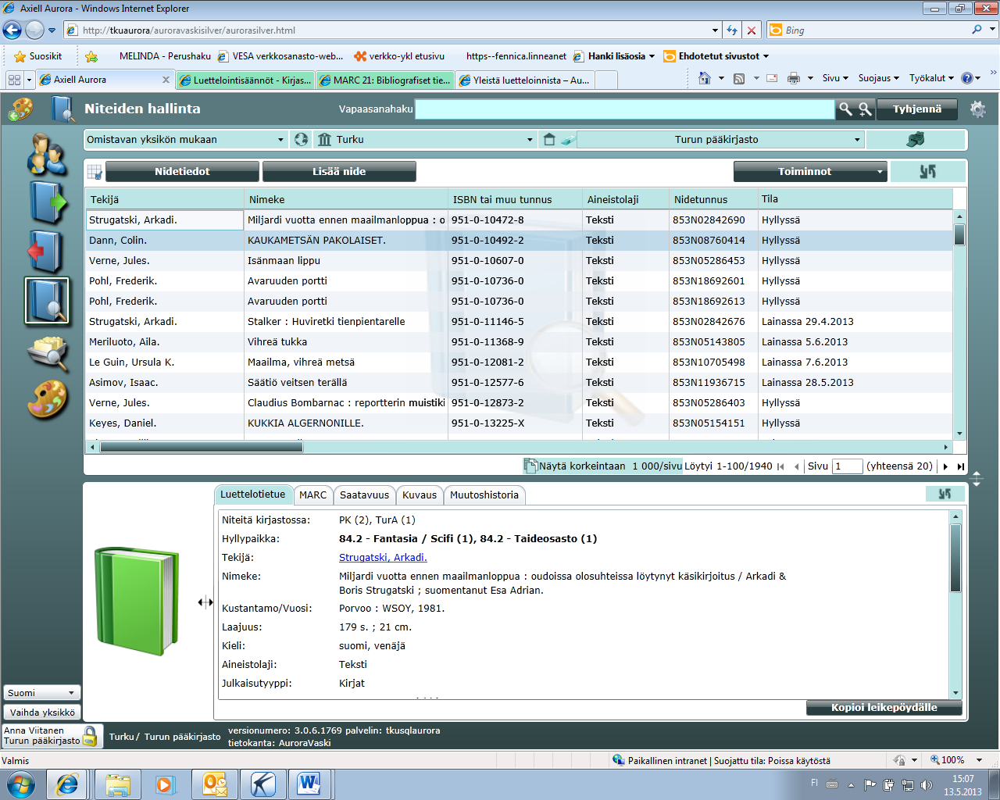 Axiell Aurora - Windows Internet Explorer
http://tkuaurora/auroravaskisilver/aurorasilver.html
Bing
Suosikit
MELINDA - Perushaku
VESA verkkosanasto-web...
verkko-ykl etusivu
https--fennica.linneanet
Hanki lisäosia
Ehdotetut sivustot
Axiell Aurora
Luettelointisäännöt - Kirjas...
MARC 21: Bibliografiset tie...
Yleistä luetteloinnista – Au...
Sivu
Suojaus
Työkalut
Niteiden hallinta
Vapaasanahaku
Tyhjennä
Omistavan yksikön mukaan
Turku
Turun pääkirjasto
Nidetiedot
Lisää nide
Toiminnot
Tekijä Nimeke ISBN tai muu tunnus Aineistolaji Nidetunnus Tila
Strugatski, Arkadi. Miljardi vuotta ennen maailmanloppua : o 951-0-10472-8 Teksti 853N02842690 Hyllyssä
Dann, Colin. KAUKAMETSÄN PAKOLAISET. 951-0-10492-2 Teksti 853N08760414 Hyllyssä
Verne, Jules. Isänmaan lippu 951-0-10607-0 Teksti 853N05286453 Hyllyssä
Pohl, Frederik. Avaruuden portti 951-0-10736-0 Teksti 853N18692601 Hyllyssä
Pohl, Frederik. Avaruuden portti 951-0-10736-0 Teksti 853N18692613 Hyllyssä
Strugatski, Arkadi. Stalker : Huviretki tienpientarelle 951-0-11146-5 Teksti 853N02842676 Lainassa 29.4.2013
Meriluoto, Aila. Vihreä tukka 951-0-11368-9 Teksti 853N05143805 Lainassa 5.6.2013
Le Guin, Ursula K. Maailma, vihreä metsä 951-0-12081-2 Teksti 853N10705498 Lainassa 7.6.2013
Asimov, Isaac. Säätiö veitsen terällä 951-0-12577-6 Teksti 853N11936715 Lainassa 28.5.2013
Verne, Jules. Claudius Bombarnac : reportterin muistiki 951-0-12873-2 Teksti 853N05286403 Hyllyssä
Keyes, Daniel. KUKKIA ALGERNONILLE. 951-0-13225-X Teksti 853N05154151 Hyllyssä
Näytä korkeintaan 1 000/sivu Löytyi 1-100/1940 Sivu 1 (yhteensä 20)
Luettelotietue MARC Saatavuus Kuvaus Muutoshistoria
Niteitä kirjastossa: PK (2), TurA (1)
Hyllypaikka: 84.2 - Fantasia / Scifi (1), 84.2 - Taideosasto (1)
Tekijä: Strugatski, Arkadi.
Nimeke: Miljardi vuotta ennen maailmanloppua : oudoissa olosuhteissa löytynyt käsikirjoitus / Arkadi &
Boris Strugatski ; suomentanut Esa Adrian.
Kustantamo/Vuosi: Porvoo : WSOY, 1981.
Laajuus: 179 s. ; 21 cm.
Kieli: suomi, venäjä
Aineistolaji: Teksti
Julkaisutyyppi: Kirjat
Kopioi leikepöydälle
Suomi
Vaihda yksikkö
Anna Viitanen
Turun pääkirjasto
Turku / Turun pääkirjasto
versionumero: 3.0.6.1769 palvelin: tkusqlaurora
tietokanta: AuroraVaski
Valmis
Paikallinen intranet | Suojattu tila: Poissa käytöstä
100%
FI
15:07
13.5.2013